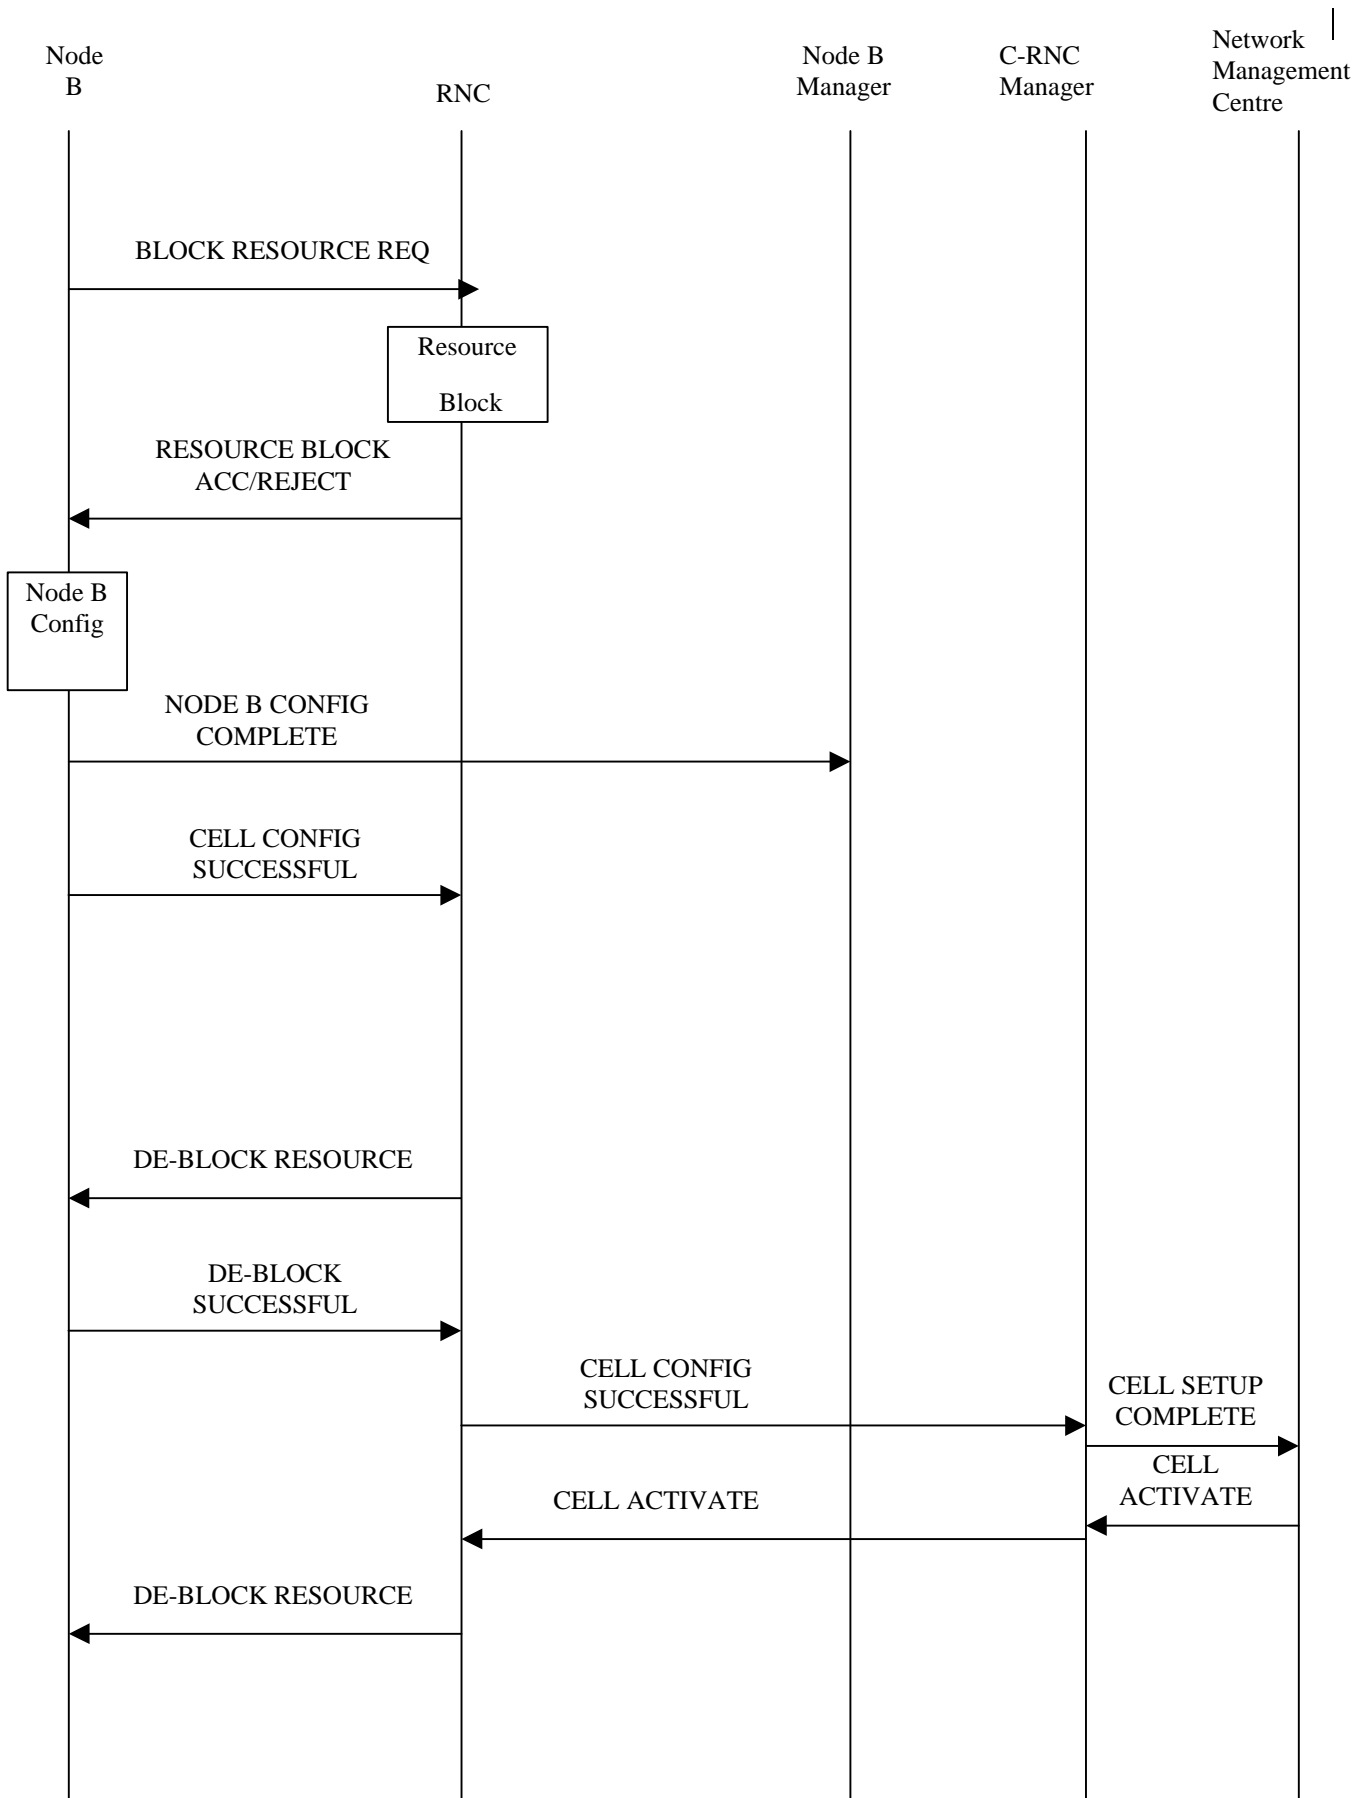 Node
B
RNC
Node B
Manager
C-RNC
Manager
Network
Management
Centre
BLOCK RESOURCE REQ
Resource
Block
RESOURCE BLOCK
ACC/REJECT
Node B
Config
NODE B CONFIG
COMPLETE
CELL CONFIG
SUCCESSFUL
DE-BLOCK RESOURCE
DE-BLOCK
SUCCESSFUL
CELL CONFIG
SUCCESSFUL
CELL SETUP
COMPLETE
CELL
ACTIVATE
CELL ACTIVATE
DE-BLOCK RESOURCE